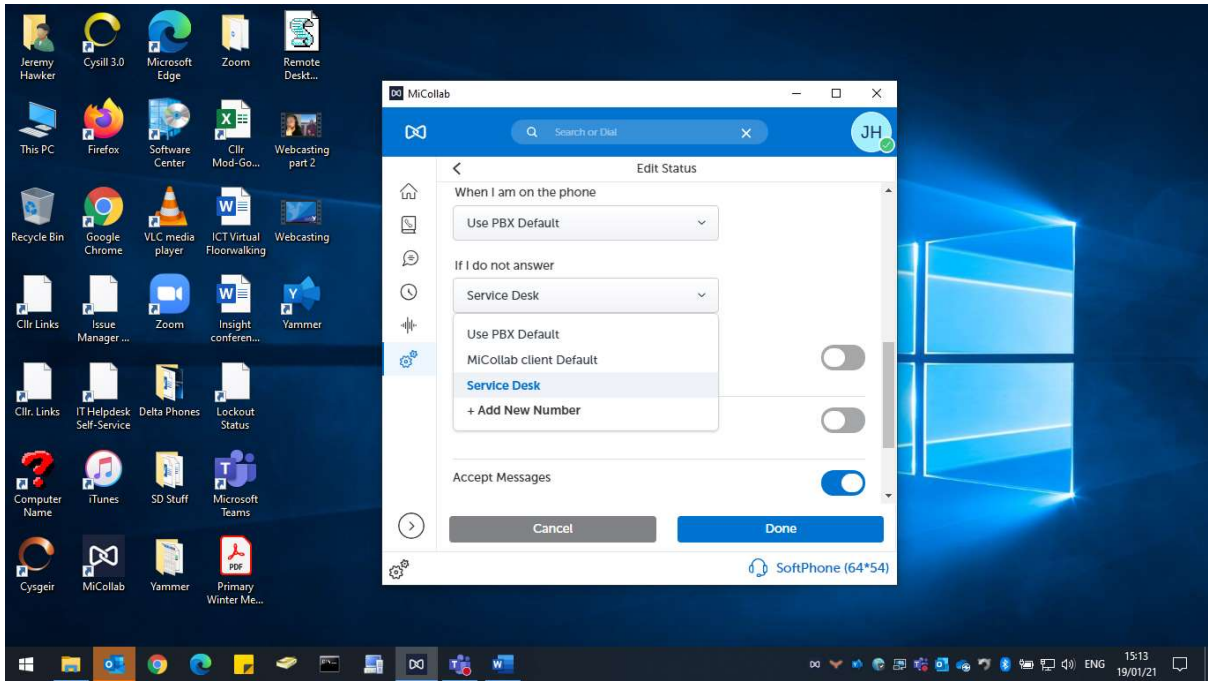 Jeremy
Hawker
Cysill 3.0
Microsoft
Edge
Zoom
Remote
Deskt...
This PC
Firefox
Software
Center
Cllr
Mod-Go...
Webcasting
part 2
Recycle Bin
Google
Chrome
VLC media
player
ICT Virtual
Floorwalking
Webcasting
Cllr Links
Issue
Manager ...
Zoom
Insight
conferen...
Yammer
Cllr. Links
IT Helpdesk
Self-Service
Delta Phones
Lockout
Status
Computer
Name
iTunes
SD Stuff
Microsoft
Teams
Cysgeir
MiCollab
Yammer
PDF
Primary
Winter Me...
MiCollab
Search or Dial
JH
Edit Status
When I am on the phone
Use PBX Default
If I do not answer
Service Desk
Use PBX Default
MiCollab client Default
Service Desk
+ Add New Number
Accept Messages
Cancel
Done
SoftPhone (64*54)
ENG
15:13
19/01/21